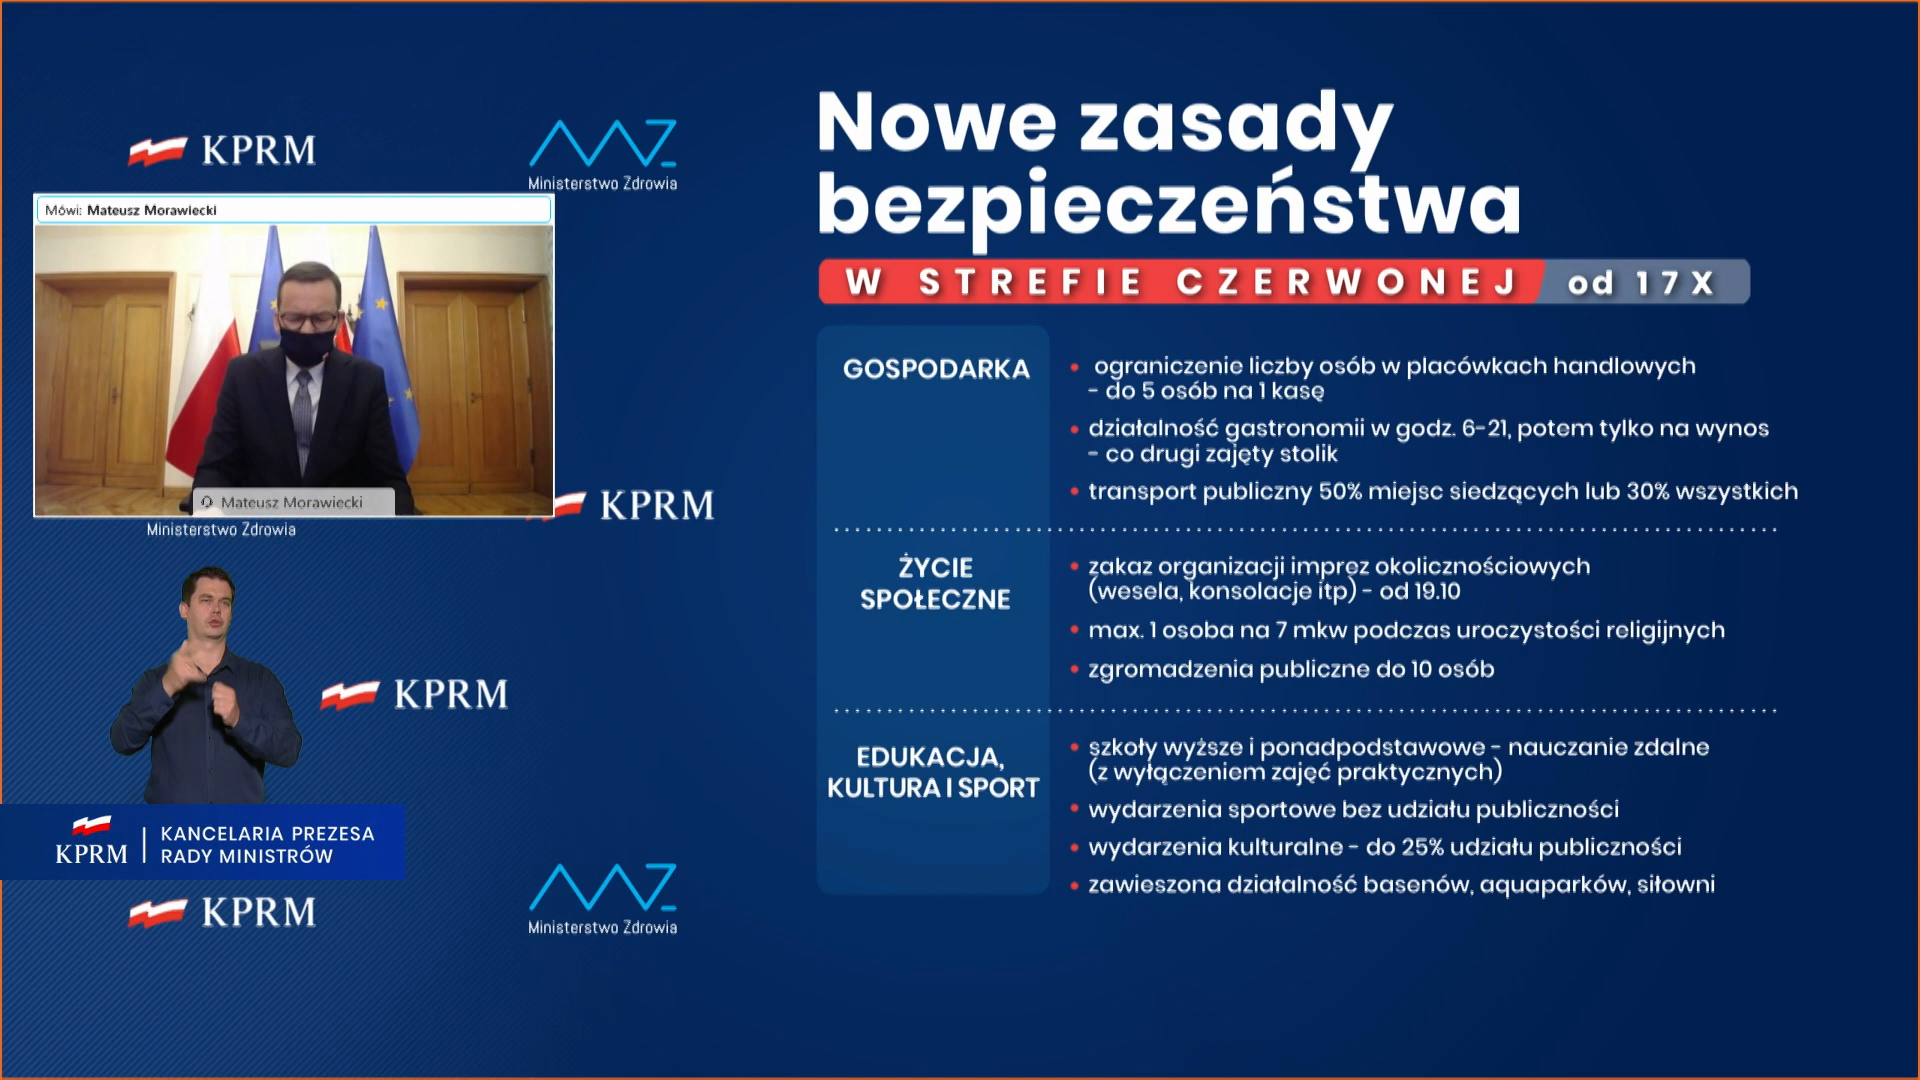 KPRM
Ministerstwo Zdrowia
Mówi: Mateusz Morawiecki
Mateusz Morawiecki
Ministerstwo Zdrowia
KPRM
KPRM
KPRM | KANCELARIA PREZESA
RADY MINISTRÓW
KPRM
Ministerstwo Zdrowia
Nowe zasady
bezpieczeństwa
W STREFIE CZERWONEJ od 17 X
GOSPODARKA
• ograniczenie liczby osób w placówkach handlowych
- do 5 osób na 1 kasę
• działalność gastronomii w godz. 6-21, potem tylko na wynos
- co drugi zajęty stolik
• transport publiczny 50% miejsc siedzących lub 30% wszystkich
ŻYCIE
SPOŁECZNE
• zakaz organizacji imprez okolicznościowych
(wesela, konsolacje itp) - od 19.10
• max. 1 osoba na 7 mkw podczas uroczystości religijnych
• zgromadzenia publiczne do 10 osób
EDUKACJA,
KULTURA I SPORT
• szkoły wyższe i ponadpodstawowe - nauczanie zdalne
(z wyłączeniem zajęć praktycznych)
• wydarzenia sportowe bez udziału publiczności
• wydarzenia kulturalne - do 25% udziału publiczności
• zawieszona działalność basenów, aquaparków, siłowni